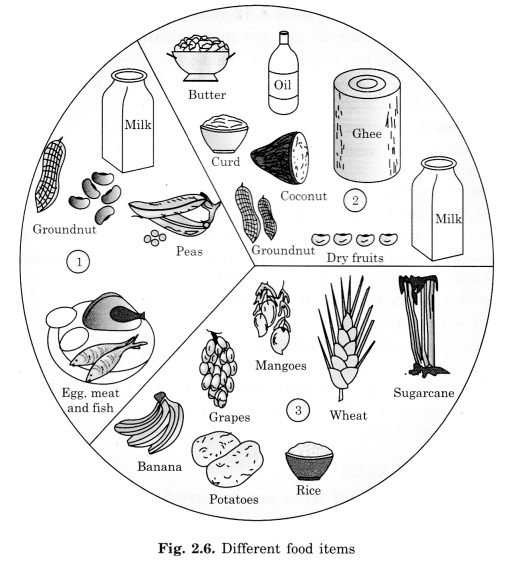 Butter
Oil
Ghee
Milk
Curd
Coconut
2
Milk
Groundnut
Peas
1
Groundnut
Dry fruits
Egg, meat
and fish
Mangoes
Grapes
3
Wheat
Sugarcane
Banana
Potatoes
Rice
Fig. 2.6. Different food items